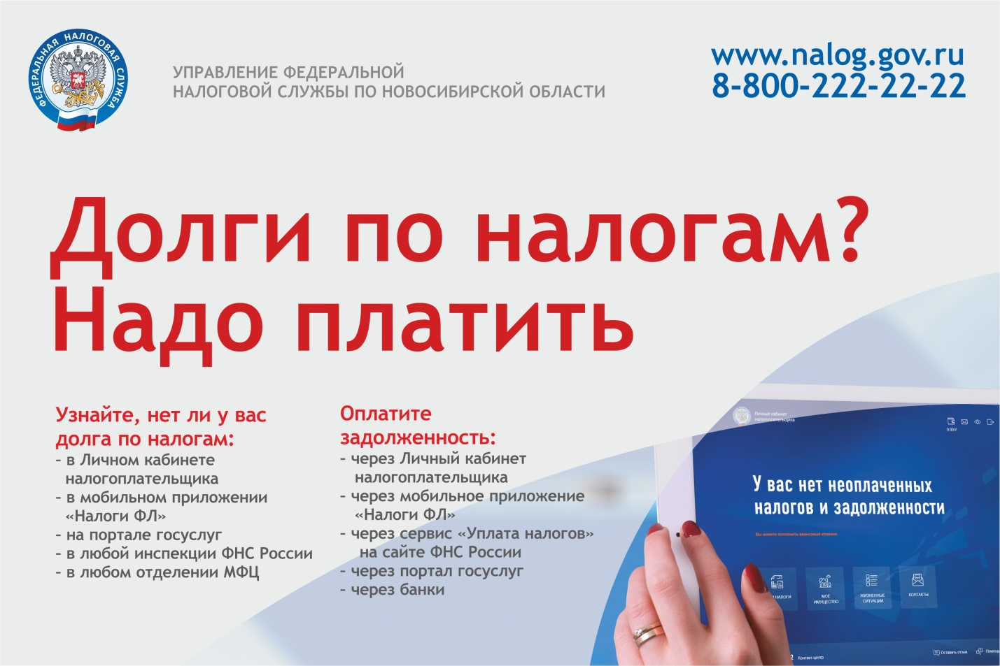 ФЕДЕРАЛЬНАЯ НАЛОГОВАЯ СЛУЖБА
УПРАВЛЕНИЕ ФЕДЕРАЛЬНОЙ
НАЛОГОВОЙ СЛУЖБЫ ПО НОВОСИБИРСКОЙ ОБЛАСТИ
www.nalog.gov.ru
8-800-222-22-22
Долги по налогам?
Надо платить
Узнайте, нет ли у вас
долга по налогам:
– в Личном кабинете
налогоплательщика
– в мобильном приложении
«Налоги ФЛ»
– на портале госуслуг
– в любой инспекции ФНС России
– в любом отделении МФЦ
Оплатите
задолженность:
– через Личный кабинет
налогоплательщика
– через мобильное приложение
«Налоги ФЛ»
– через сервис «Уплата налогов»
на сайте ФНС России
– через портал госуслуг
– через банки
Личный кабинет
налогоплательщика
0.00 ₽
У вас нет неоплаченных
налогов и задолженности
Вы можете пополнить авансовый кошелек
НАЛОГИ
МОЁ
ИМУЩЕСТВО
ЖИЗНЕННЫЕ
СИТУАЦИИ
КОНТАКТЫ
2 Контакт-центр
Оставить отзыв